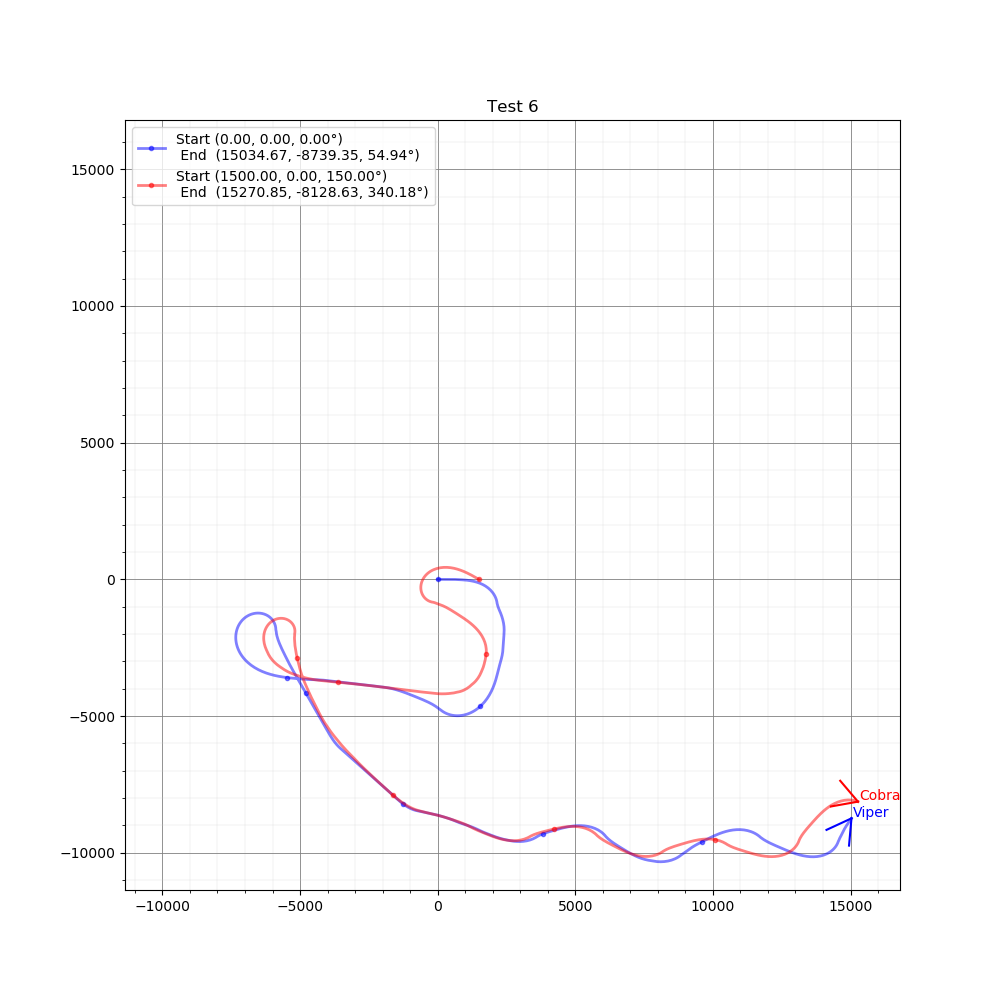 Test 6
Start (0.00, 0.00, 0.00°)
End  (15034.67, -8739.35, 54.94°)
Start (1500.00, 0.00, 150.00°)
End  (15270.85, -8128.63, 340.18°)
15000
10000
5000
0
−5000
−10000
Cobra
Viper
−10000 −5000 0 5000 10000 15000